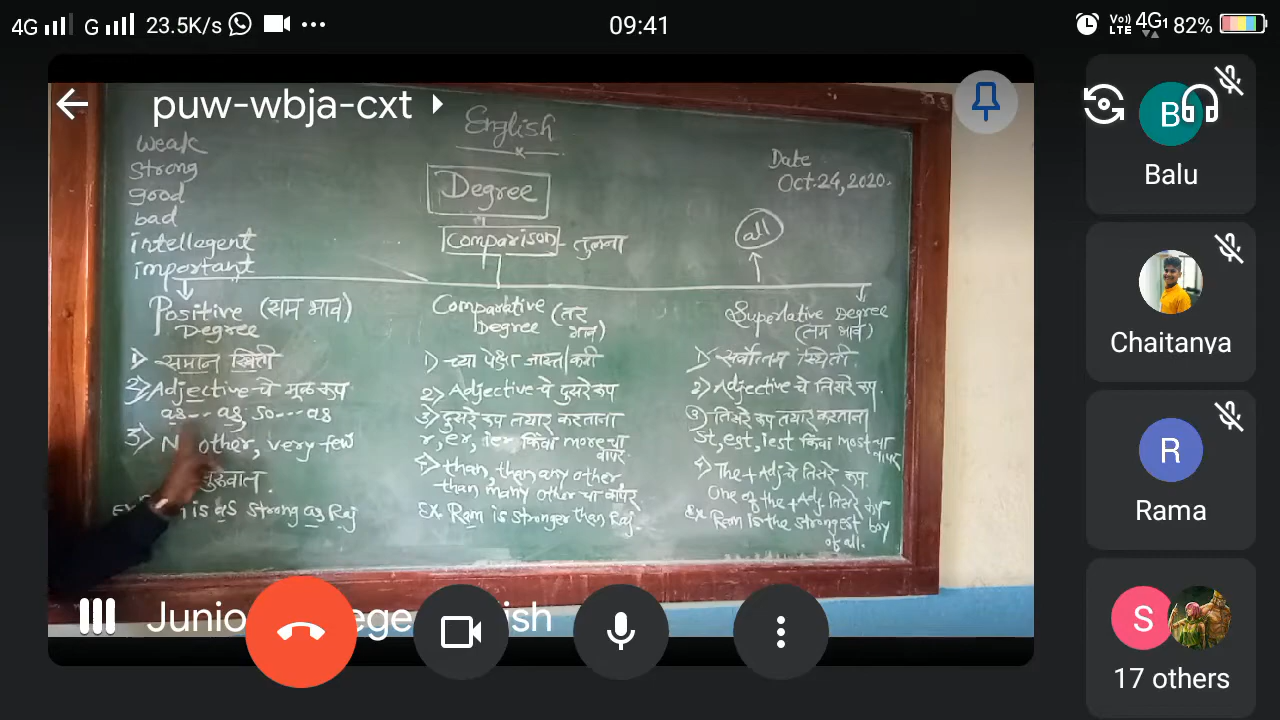 4G G 23.5K/s 09:41 Vo)) LTE 4G1 82%
puw-wbja-cxt
English
Degree
Comparison - तुलना
Date
Oct. 24, 2020.
all
weak
strong
good
bad
intellegent
important
Positive (सम भाव)
Degree
1) समान स्थिती
2) Adjective चे मूळ रूप
as --- as, so --- as
3) N other, very few
सुरुवात.
is as strong as Raj
Comparative (तर
Degree भाव)
1) च्या पेक्षा जास्त/कमी
2) Adjective चे दुसरे रूप
3) दुसरे रूप तयार करताना
r, er, ier किंवा more चा
वापर.
4) than, than any other,
than many other चा वापर
Ex. Ram is stronger than Raj.
Superlative Degree
(तम भाव)
1) सर्वोत्तम स्थिती
2) Adjective चे तिसरे रूप.
3) तिसरे रूप तयार करताना
st, est, iest किंवा most चा
वापर
4) The + Adj चे तिसरे रूप.
One of the + Adj. तिसरे रूप
Ex Ram is the strongest boy
of all.
Junio ege ish
B
Balu
Chaitanya
R
Rama
S
17 others